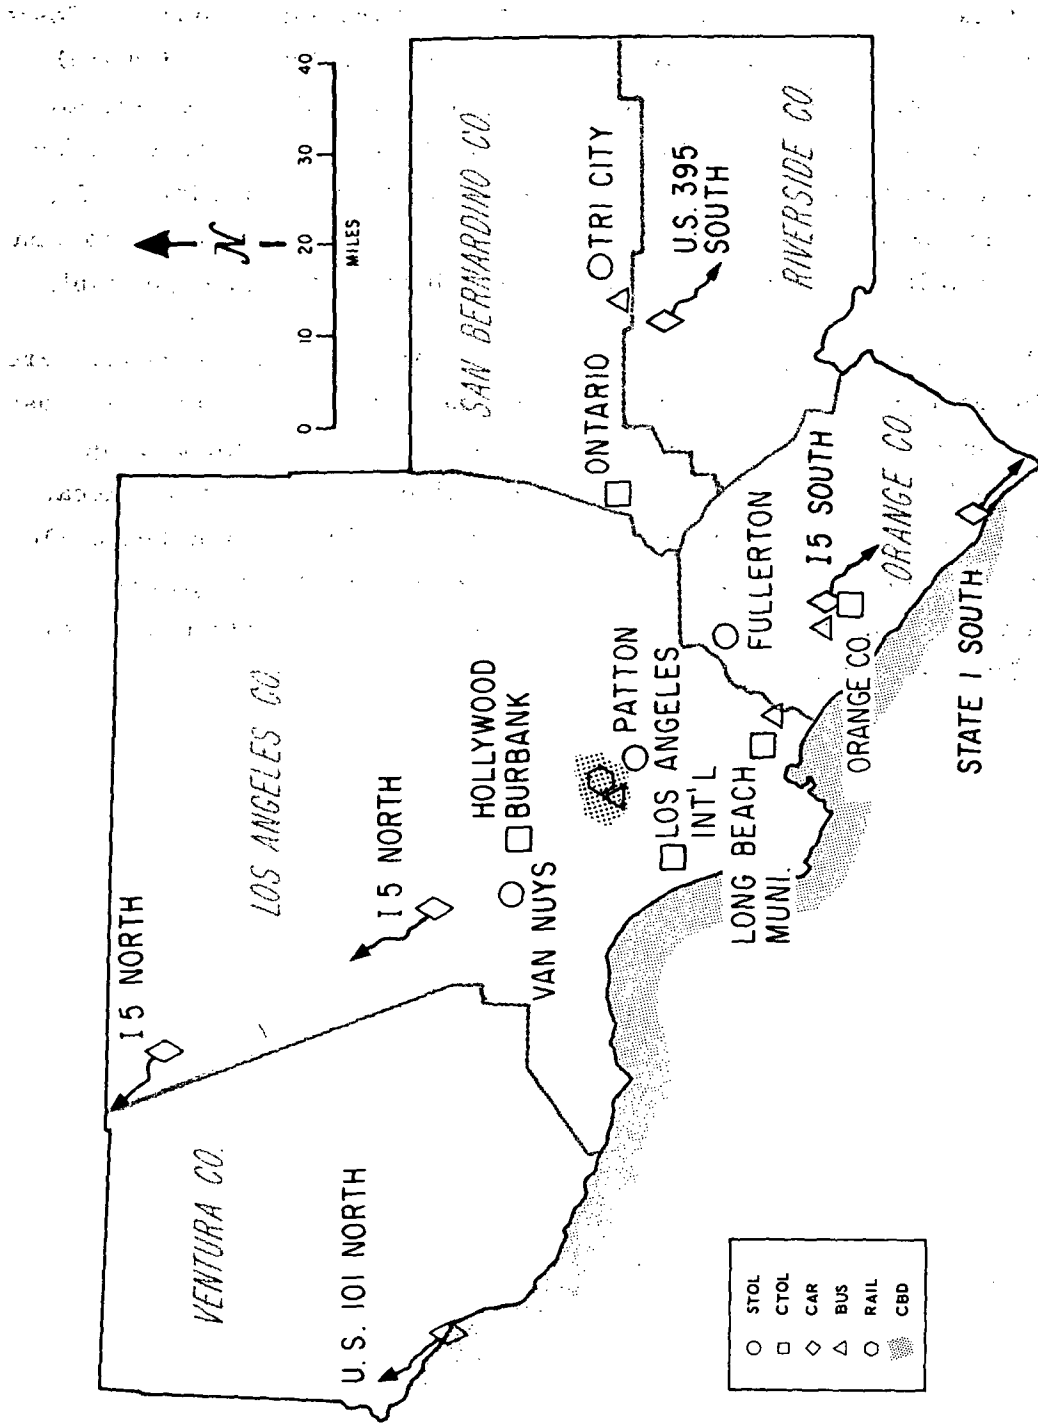 N
0 10 20 30 40
MILES
I 5 NORTH
LOS ANGELES CO.
VENTURA CO.
U.S. 101 NORTH
I 5 NORTH
HOLLYWOOD
BURBANK
VAN NUYS
SAN BERNARDINO CO.
ONTARIO
TRI CITY
U.S. 395
SOUTH
RIVERSIDE CO.
PATTON
LOS ANGELES
INT'L
LONG BEACH
MUNI.
FULLERTON
I 5 SOUTH
ORANGE CO.
ORANGE CO.
STATE 1 SOUTH
STOL
CTOL
CAR
BUS
RAIL
CBD